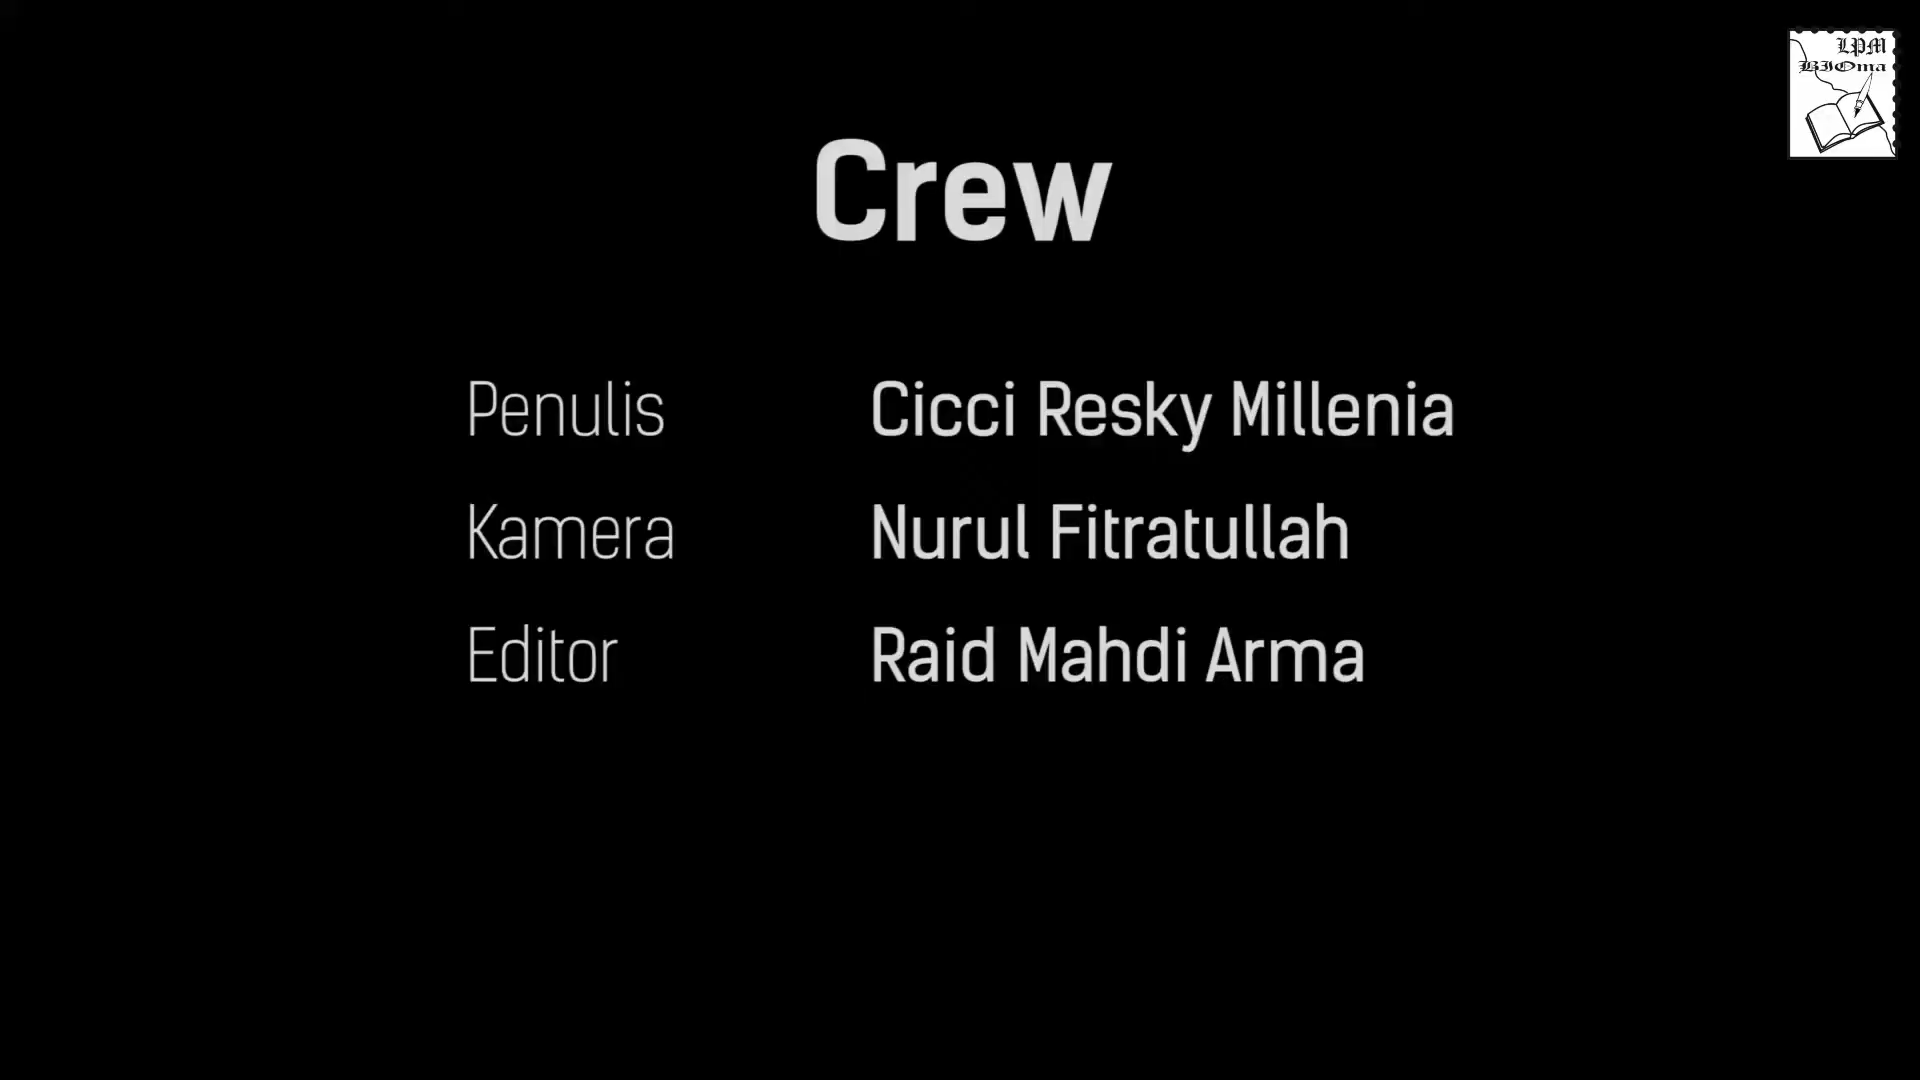 LPM
BIOma
Crew
Penulis Cicci Resky Millenia
Kamera Nurul Fitratullah
Editor Raid Mahdi Arma